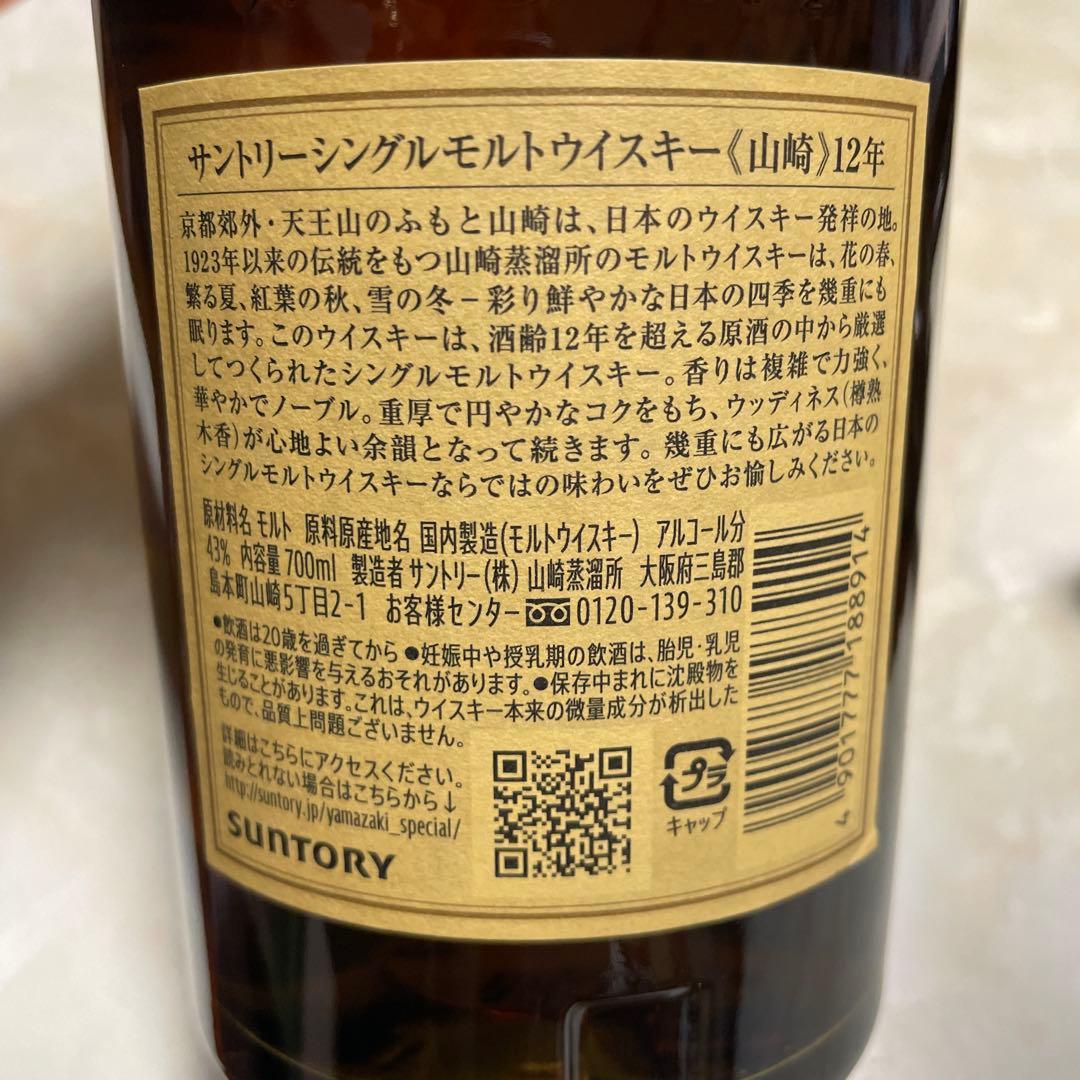 サントリーシングルモルトウイスキー《山崎》12年
京都郊外・天王山のふもと山崎は、日本のウイスキー発祥の地。
1923年以来の伝統をもつ山崎蒸溜所のモルトウイスキーは、花の春、
繁る夏、紅葉の秋、雪の冬－彩り鮮やかな日本の四季を幾重にも
眠ります。このウイスキーは、酒齢12年を超える原酒の中から厳選
してつくられたシングルモルトウイスキー。香りは複雑で力強く、
華やかでノーブル。重厚で円やかなコクをもち、ウッディネス(樽熟
木香)が心地よい余韻となって続きます。幾重にも広がる日本の
シングルモルトウイスキーならではの味わいをぜひお愉しみください。
原材料名 モルト 原料原産地名 国内製造(モルトウイスキー) アルコール分
43% 内容量 700ml 製造者 サントリー(株) 山崎蒸溜所 大阪府三島郡
島本町山崎5丁目2-1 お客様センター 0120-139-310
●飲酒は20歳を過ぎてから ●妊娠中や授乳期の飲酒は、胎児・乳児
の発育に悪影響を与えるおそれがあります。●保存中まれに沈殿物を
生じることがあります。これは、ウイスキー本来の微量成分が析出した
もので、品質上問題ございません。
詳細はこちらにアクセスください。
読みとれない場合はこちらから↓
http://suntory.jp/yamazaki_special/
SUNTORY
プラ
キャップ
4 901777 188914